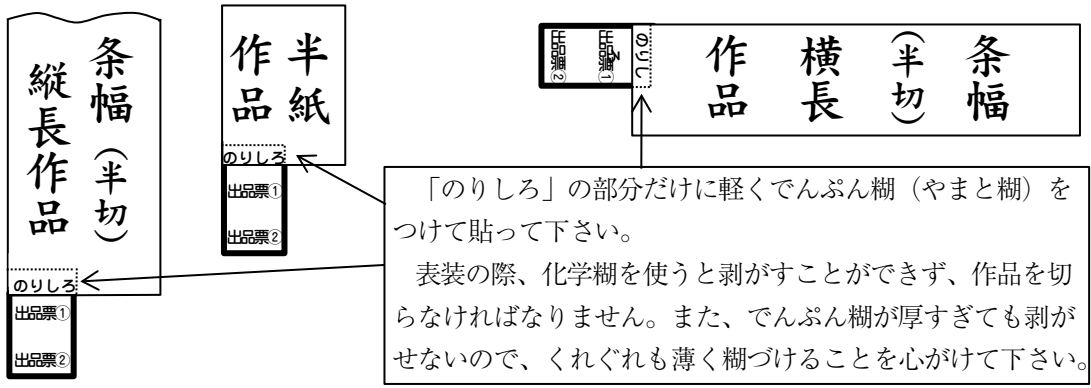 条幅（半切）
縦長作品
のりしろ
出品票①
出品票②
半紙
作品
のりしろ
出品票①
出品票②
条幅
（半切）
横長
作品
のりしろ
出品票①
出品票②
「のりしろ」の部分だけに軽くでんぷん糊（やまと糊）を
つけて貼って下さい。
表装の際、化学糊を使うと剥がすことができず、作品を切
らなければなりません。また、でんぷん糊が厚すぎても剥が
せないので、くれぐれも薄く糊づけることを心がけて下さい。